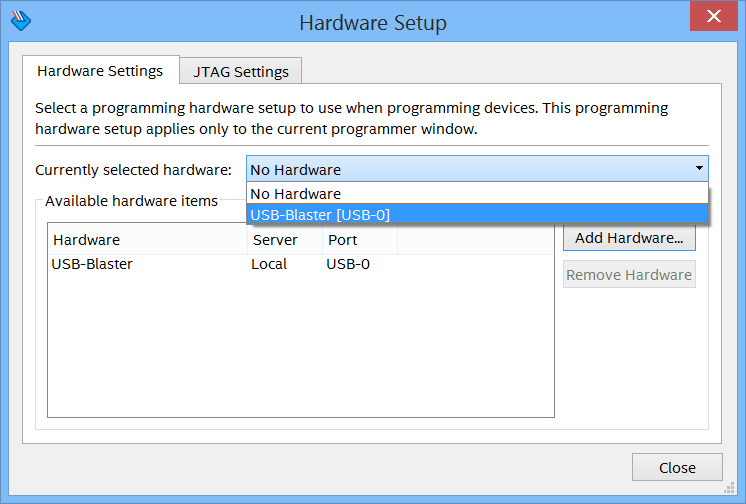 Hardware Setup
Hardware Settings
JTAG Settings
Select a programming hardware setup to use when programming devices. This programming
hardware setup applies only to the current programmer window.
Currently selected hardware:
No Hardware
No Hardware
USB-Blaster [USB-0]
Available hardware items
Hardware Server Port
USB-Blaster Local USB-0
Add Hardware...
Remove Hardware
Close